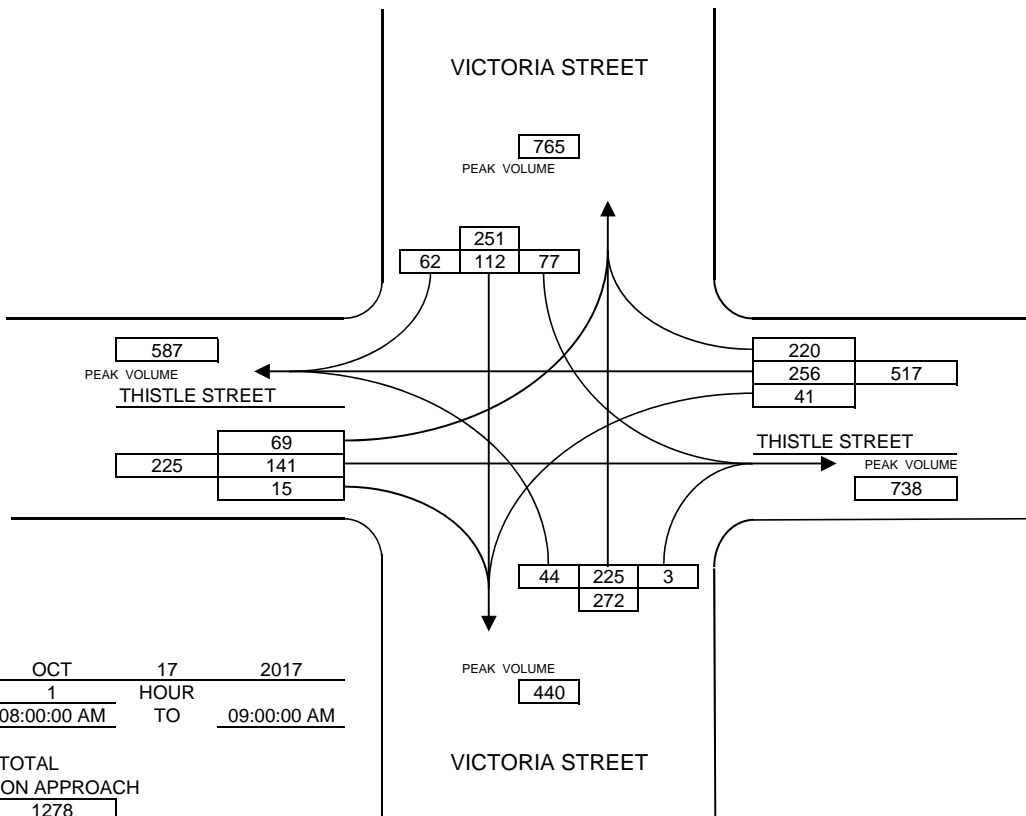 VICTORIA STREET
765
PEAK VOLUME
251
62 112 77
587
PEAK VOLUME
THISTLE STREET
220
256 517
41
69
225 141
15
THISTLE STREET
PEAK VOLUME
738
44 225 3
272
PEAK VOLUME
440
OCT 17 2017
1 HOUR
08:00:00 AM TO 09:00:00 AM
TOTAL
ON APPROACH
1278
VICTORIA STREET